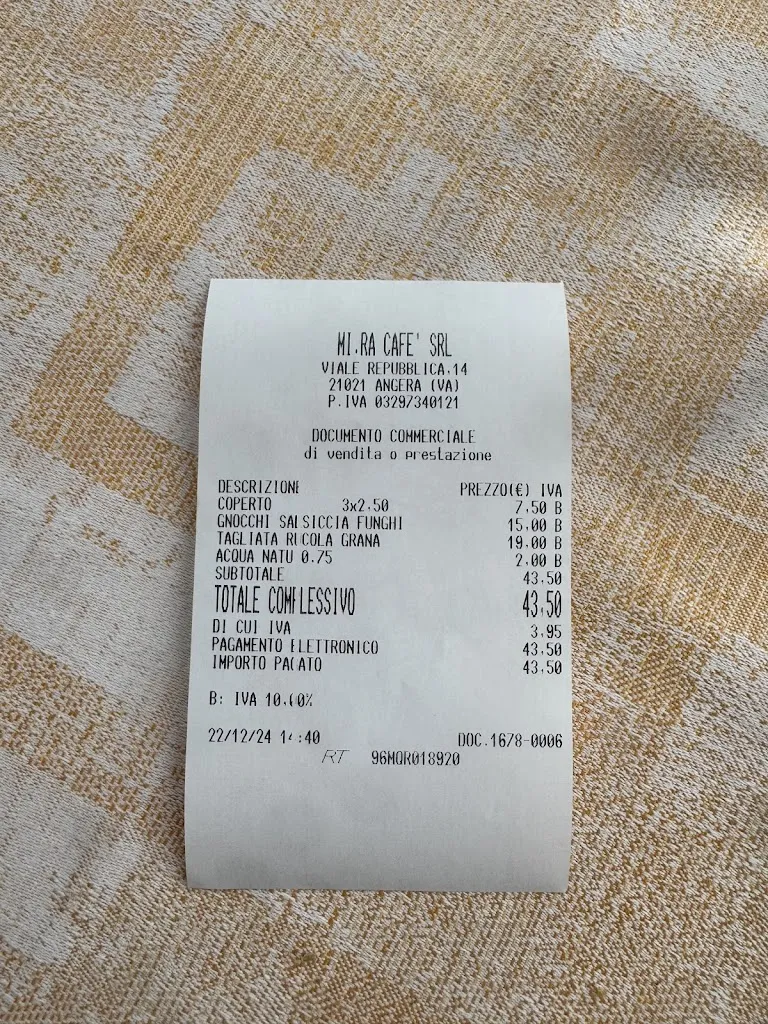 MI.RA CAFE' SRL
VIALE REPUBBLICA,14
21021 ANGERA (VA)
P.IVA 03297340121
DOCUMENTO COMMERCIALE
di vendita o prestazione
DESCRIZIONE PREZZO(€) IVA
COPERTO 3x2,50 7,50 B
GNOCCHI SALSICCIA FUNGHI 15,00 B
TAGLIATA RUCOLA GRANA 19,00 B
ACQUA NATU 0.75 2,00 B
SUBTOTALE 43,50
TOTALE COMPLESSIVO 43,50
DI CUI IVA 3,95
PAGAMENTO ELETTRONICO 43,50
IMPORTO PAGATO 43,50
B: IVA 10,00%
22/12/24 14:40 DOC.1678-0006
RT 96MQR018920